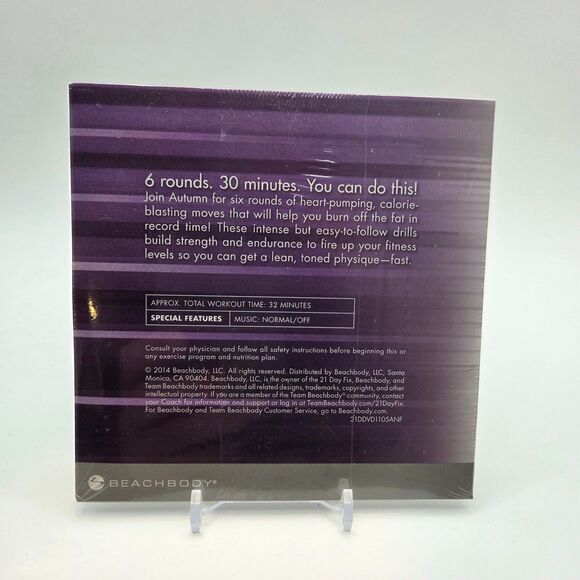 6 rounds. 30 minutes. You can do this!
Join Autumn for six rounds of heart-pumping, calorie-
blasting moves that will help you burn off the fat in
record time! These intense but easy-to-follow drills
build strength and endurance to fire up your fitness
levels so you can get a lean, toned physique—fast.
APPROX. TOTAL WORKOUT TIME: 32 MINUTES
SPECIAL FEATURES MUSIC: NORMAL/OFF
Consult your physician and follow all safety instructions before beginning this or
any exercise program and nutrition plan.
© 2014 Beachbody, LLC. All rights reserved. Distributed by Beachbody, LLC, Santa
Monica, CA 90404. Beachbody, LLC, is the owner of the 21 Day Fix, Beachbody, and
Team Beachbody trademarks and all related designs, trademarks, copyrights, and other
intellectual property. If you are a member of the Team Beachbody® community, contact
your Coach for information and support or log in at TeamBeachbody.com/21DayFix.
For Beachbody and Team Beachbody Customer Service, go to Beachbody.com.
21DDVD1105ANF
BEACHBODY®